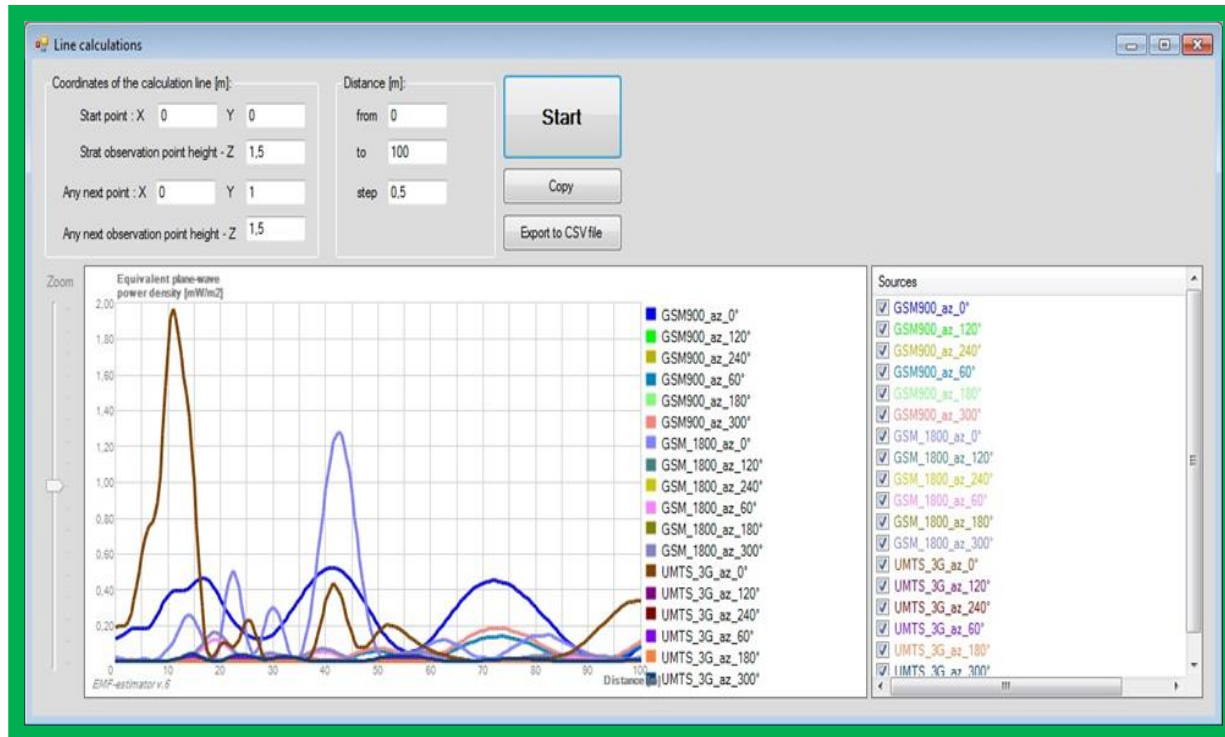 Line calculations
Coordinates of the calculation line [m]:
Start point : X 0 Y 0
Strat observation point height - Z 1,5
Any next point : X 0 Y 1
Any next observation point height - Z 1,5
Distance [m]:
from 0
to 100
step 0,5
Start
Copy
Export to CSV file
Zoom
Equivalent plane-wave
power density [mW/m2]
2,00
1,80
1,60
1,40
1,20
1,00
0,80
0,60
0,40
0,20
0 10 20 30 40 50 60 70 80 90 100
EMF-estimator v.6
Distance
GSM900_az_0°
GSM900_az_120°
GSM900_az_240°
GSM900_az_60°
GSM900_az_180°
GSM900_az_300°
GSM_1800_az_0°
GSM_1800_az_120°
GSM_1800_az_240°
GSM_1800_az_60°
GSM_1800_az_180°
GSM_1800_az_300°
UMTS_3G_az_0°
UMTS_3G_az_120°
UMTS_3G_az_240°
UMTS_3G_az_60°
UMTS_3G_az_180°
UMTS_3G_az_300°
Sources
GSM900_az_0°
GSM900_az_120°
GSM900_az_240°
GSM900_az_60°
GSM900_az_180°
GSM900_az_300°
GSM_1800_az_0°
GSM_1800_az_120°
GSM_1800_az_240°
GSM_1800_az_60°
GSM_1800_az_180°
GSM_1800_az_300°
UMTS_3G_az_0°
UMTS_3G_az_120°
UMTS_3G_az_240°
UMTS_3G_az_60°
UMTS_3G_az_180°
UMTS_3G_az_300°